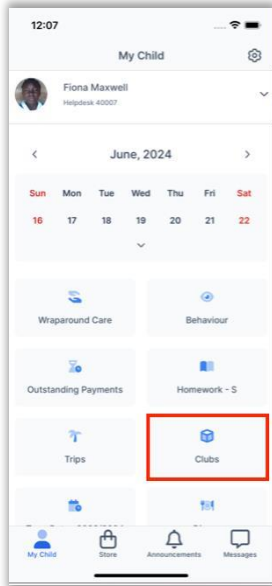 12:07
My Child
Fiona Maxwell
Helpdesk 40007
June, 2024
Sun Mon Tue Wed Thu Fri Sat
16 17 18 19 20 21 22
Wraparound Care
Behaviour
Outstanding Payments
Homework - S
Trips
Clubs
My Child
Store
Announcements
Messages